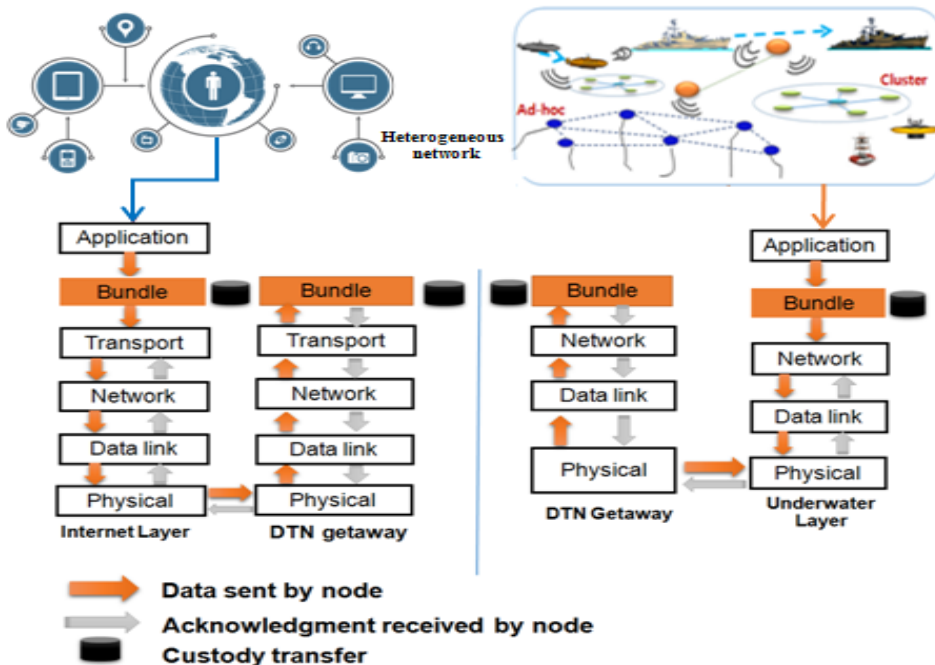 Heterogeneous
network
Ad-hoc
Cluster
Application
Bundle
Transport
Network
Data link
Physical
Internet Layer
Bundle
Transport
Network
Data link
Physical
DTN getaway
Bundle
Network
Data link
Physical
DTN Getaway
Application
Bundle
Network
Data link
Physical
Underwater
Layer
Data sent by node
Acknowledgment received by node
Custody transfer